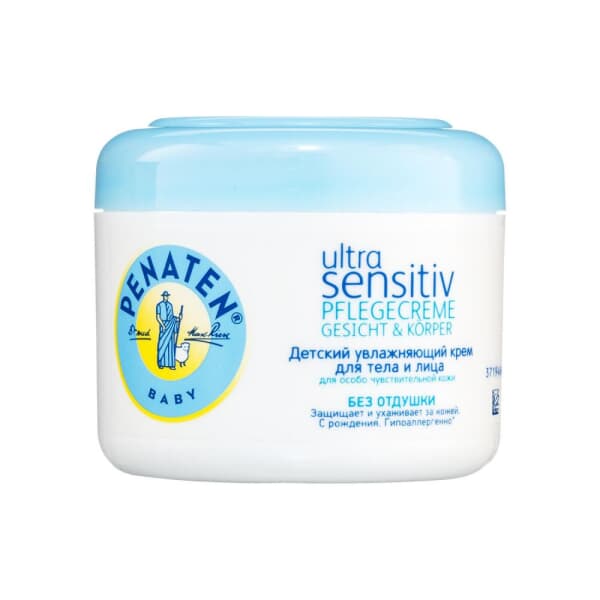 PENATEN®
BABY
ultra
sensitiv
PFLEGECREME
GESICHT & KÖRPER
Детский увлажняющий крем
для тела и лица
для особо чувствительной кожи
БЕЗ ОТДУШКИ
Защищает и ухаживает за кожей.
С рождения. Гипоаллергенно*